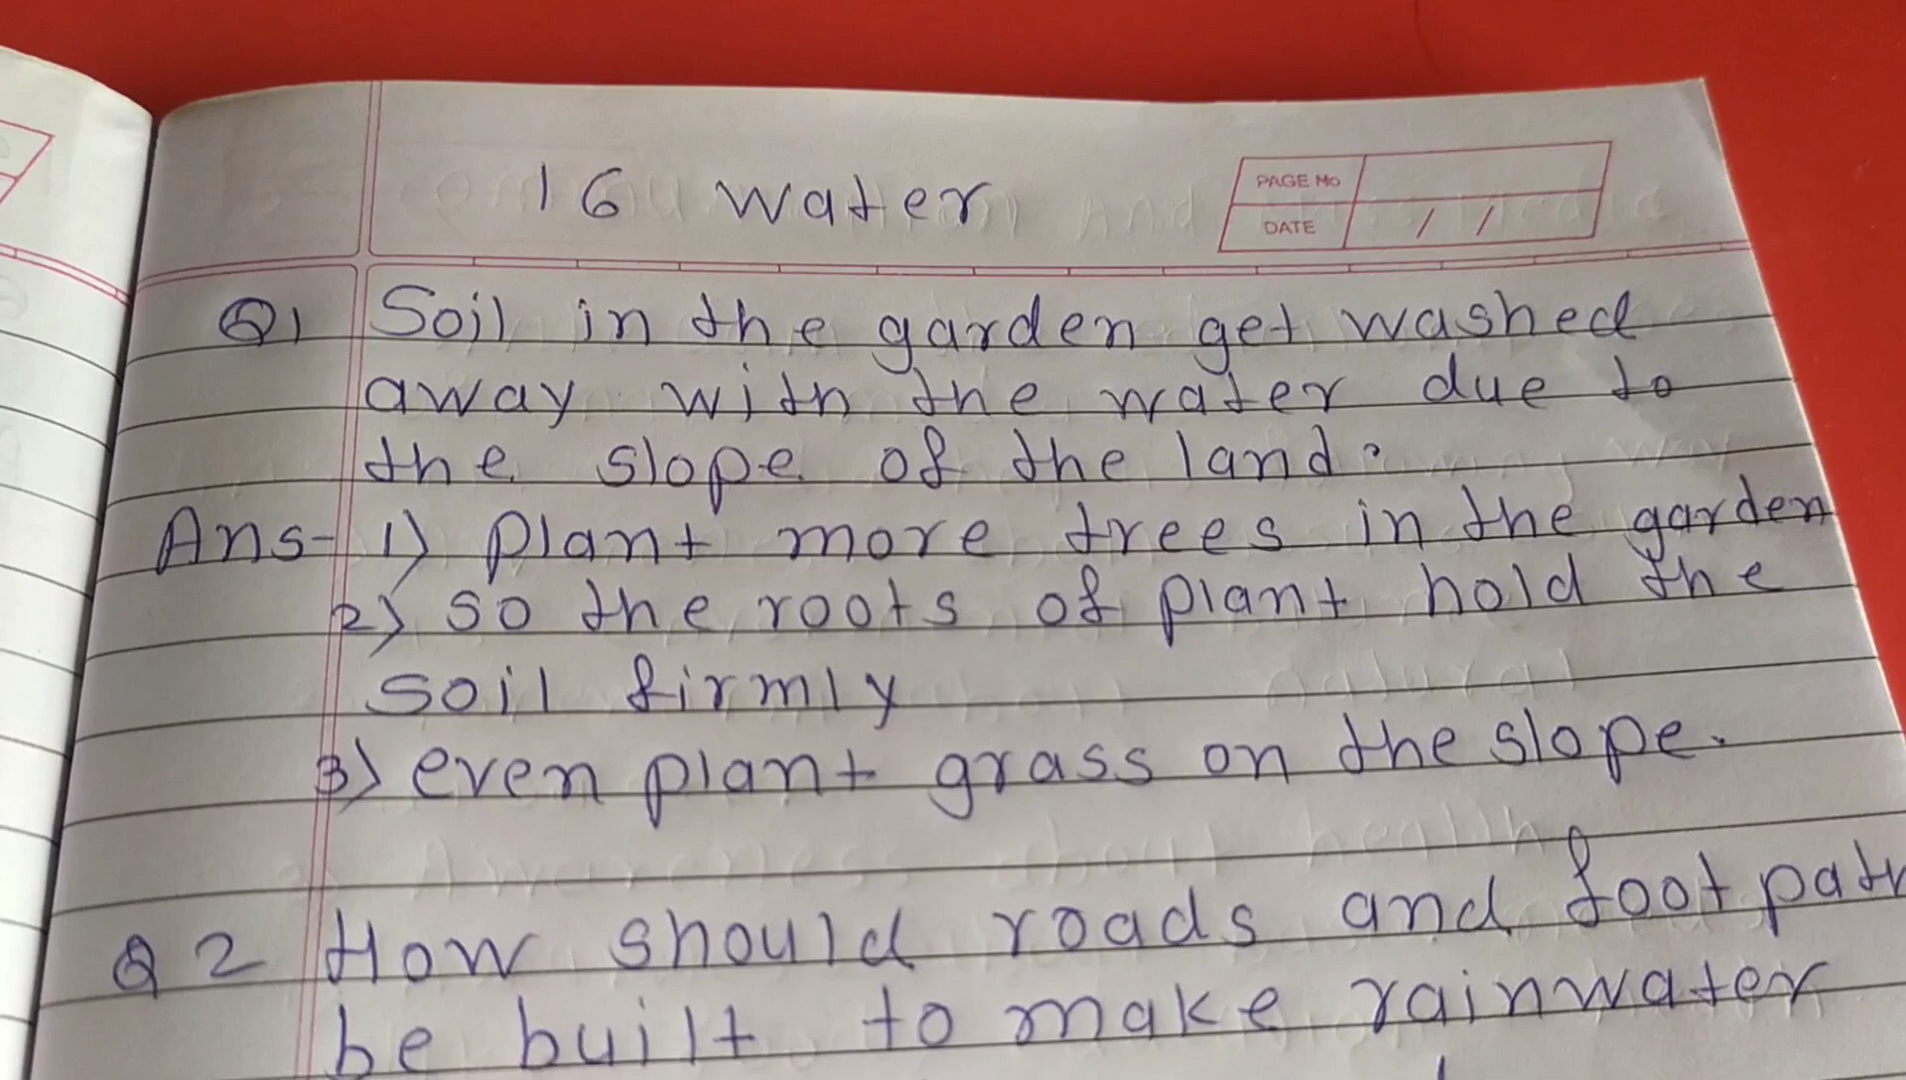 16 water
PAGE No
DATE / /
Q1 Soil in the garden get washed
away with the water due to
the slope of the land?
Ans- 1) plant more trees in the garden
2) so the roots of plant hold the
soil firmly
3) even plant grass on the slope.
Q2 How should roads and foot path
be built to make rainwater